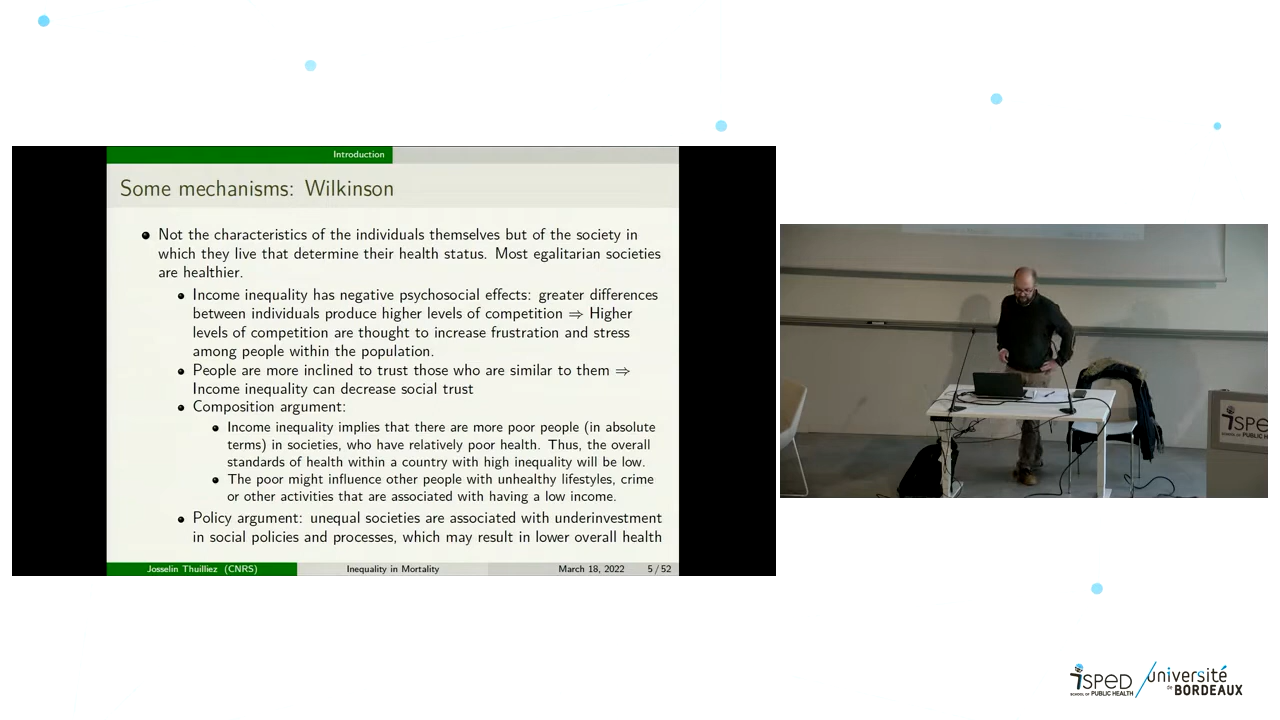 Introduction
Some mechanisms: Wilkinson
Not the characteristics of the individuals themselves but of the society in
which they live that determine their health status. Most egalitarian societies
are healthier.
Income inequality has negative psychosocial effects: greater differences
between individuals produce higher levels of competition ⇒ Higher
levels of competition are thought to increase frustration and stress
among people within the population.
People are more inclined to trust those who are similar to them ⇒
Income inequality can decrease social trust
Composition argument:
Income inequality implies that there are more poor people (in absolute
terms) in societies, who have relatively poor health. Thus, the overall
standards of health within a country with high inequality will be low.
The poor might influence other people with unhealthy lifestyles, crime
or other activities that are associated with having a low income.
Policy argument: unequal societies are associated with underinvestment
in social policies and processes, which may result in lower overall health
Josselin Thuilliez (CNRS)
Inequality in Mortality
March 18, 2022
5 / 52
iSPED
SCHOOL OF PUBLIC HEA
iSPED
SCHOOL OF PUBLIC HEALTH
université
de BORDEAUX